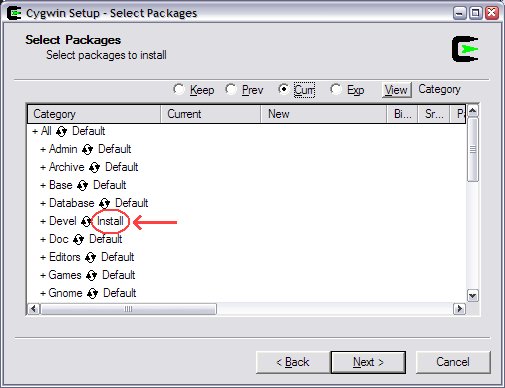 Cygwin Setup - Select Packages
Select Packages
Select packages to install
Keep Prev Curr Exp View Category
Category Current New Bi... Sr... Pa
+ All Default
+ Admin Default
+ Archive Default
+ Base Default
+ Database Default
+ Devel Install
+ Doc Default
+ Editors Default
+ Games Default
+ Gnome Default
< Back Next > Cancel